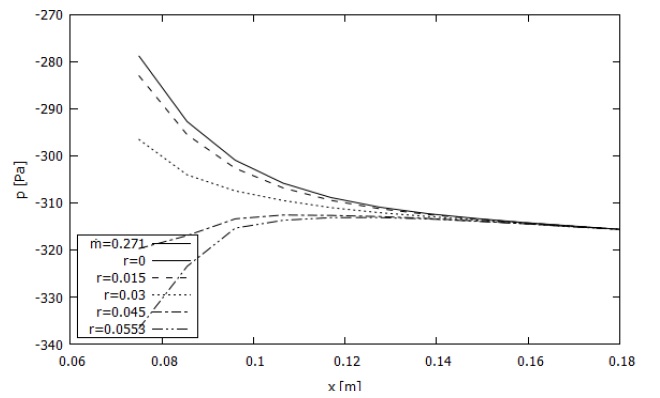 -270
-280
-290
-300
-310
-320
-330
-340
p [Pa]
ṁ=0.271
r=0
r=0.015
r=0.03
r=0.045
r=0.0553
0.06 0.08 0.1 0.12 0.14 0.16 0.18
x [m]